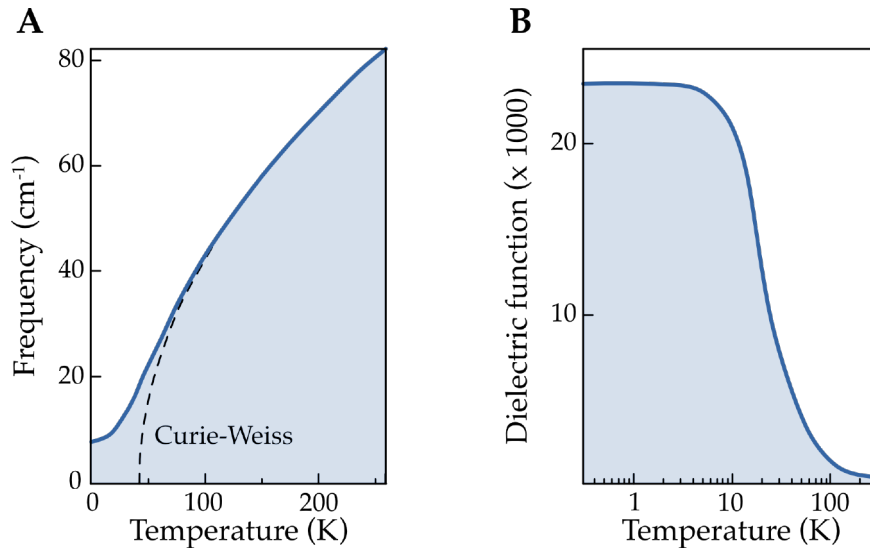 A
Frequency (cm-1)
80
60
40
20
0
Curie-Weiss
0
100
200
Temperature (K)
B
Dielectric function (x 1000)
20
10
1
10
100
Temperature (K)